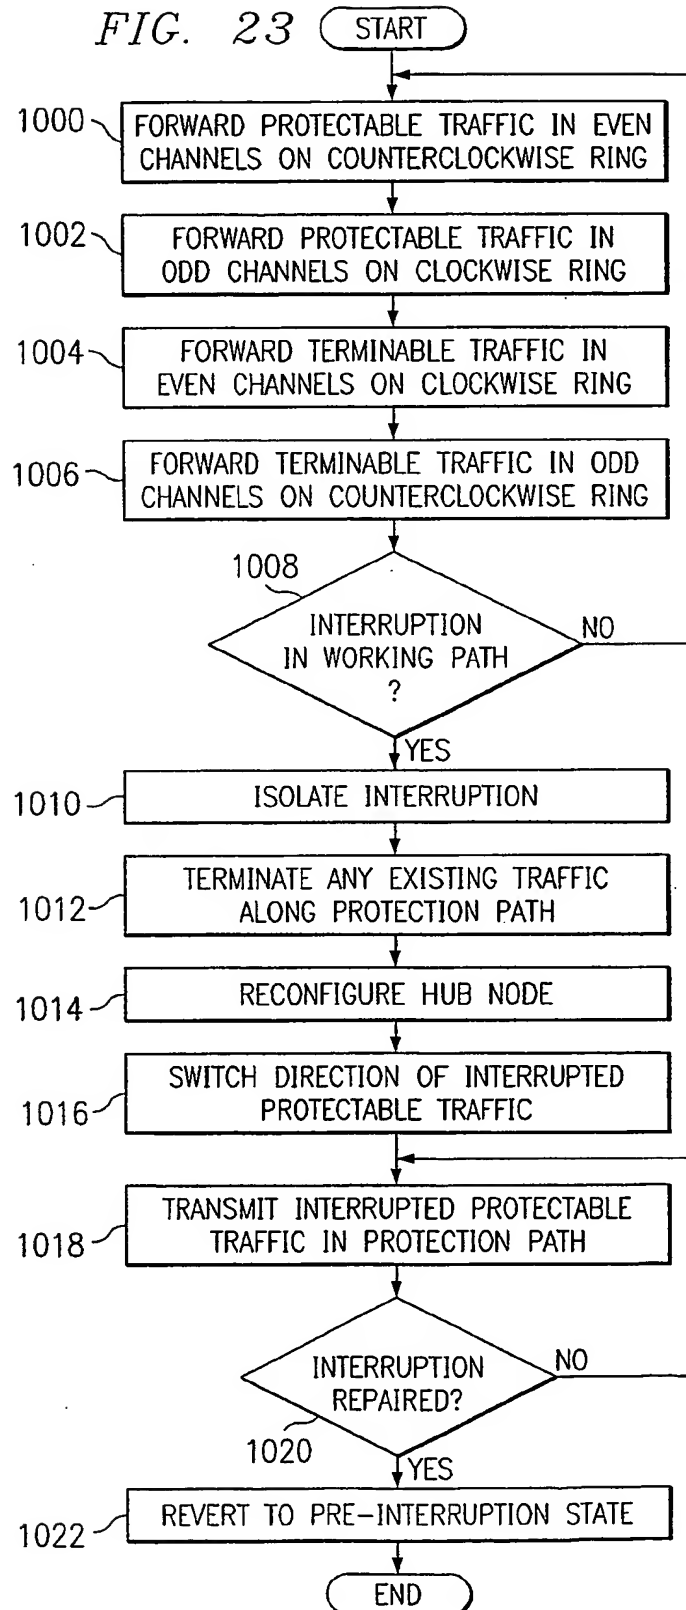 FIG. 23
START
1000
FORWARD PROTECTABLE TRAFFIC IN EVEN
CHANNELS ON COUNTERCLOCKWISE RING
1002
FORWARD PROTECTABLE TRAFFIC IN
ODD CHANNELS ON CLOCKWISE RING
1004
FORWARD TERMINABLE TRAFFIC IN
EVEN CHANNELS ON CLOCKWISE RING
1006
FORWARD TERMINABLE TRAFFIC IN ODD
CHANNELS ON COUNTERCLOCKWISE RING
1008
INTERRUPTION
IN WORKING PATH
?
NO
YES
1010
ISOLATE INTERRUPTION
1012
TERMINATE ANY EXISTING TRAFFIC
ALONG PROTECTION PATH
1014
RECONFIGURE HUB NODE
1016
SWITCH DIRECTION OF INTERRUPTED
PROTECTABLE TRAFFIC
1018
TRANSMIT INTERRUPTED PROTECTABLE
TRAFFIC IN PROTECTION PATH
INTERRUPTION
REPAIRED?
NO
1020
YES
1022
REVERT TO PRE-INTERRUPTION STATE
END